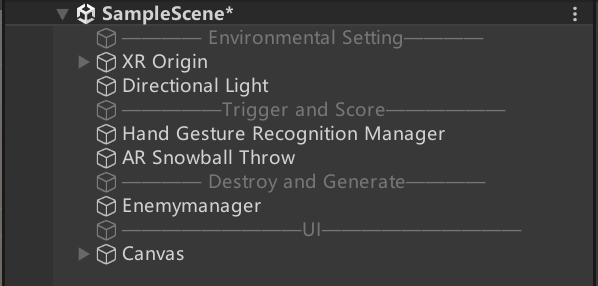 SampleScene*
———— Environmental Setting————
XR Origin
Directional Light
—————Trigger and Score——————
Hand Gesture Recognition Manager
AR Snowball Throw
———— Destroy and Generate————
Enemymanager
—————————UI——————————
Canvas